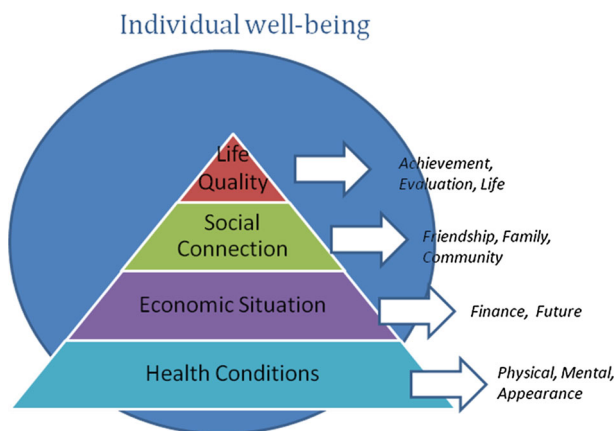 Individual well-being
Life
Quality
Achievement,
Evaluation, Life
Social
Connection
Friendship, Family,
Community
Economic Situation
Finance, Future
Health Conditions
Physical, Mental,
Appearance